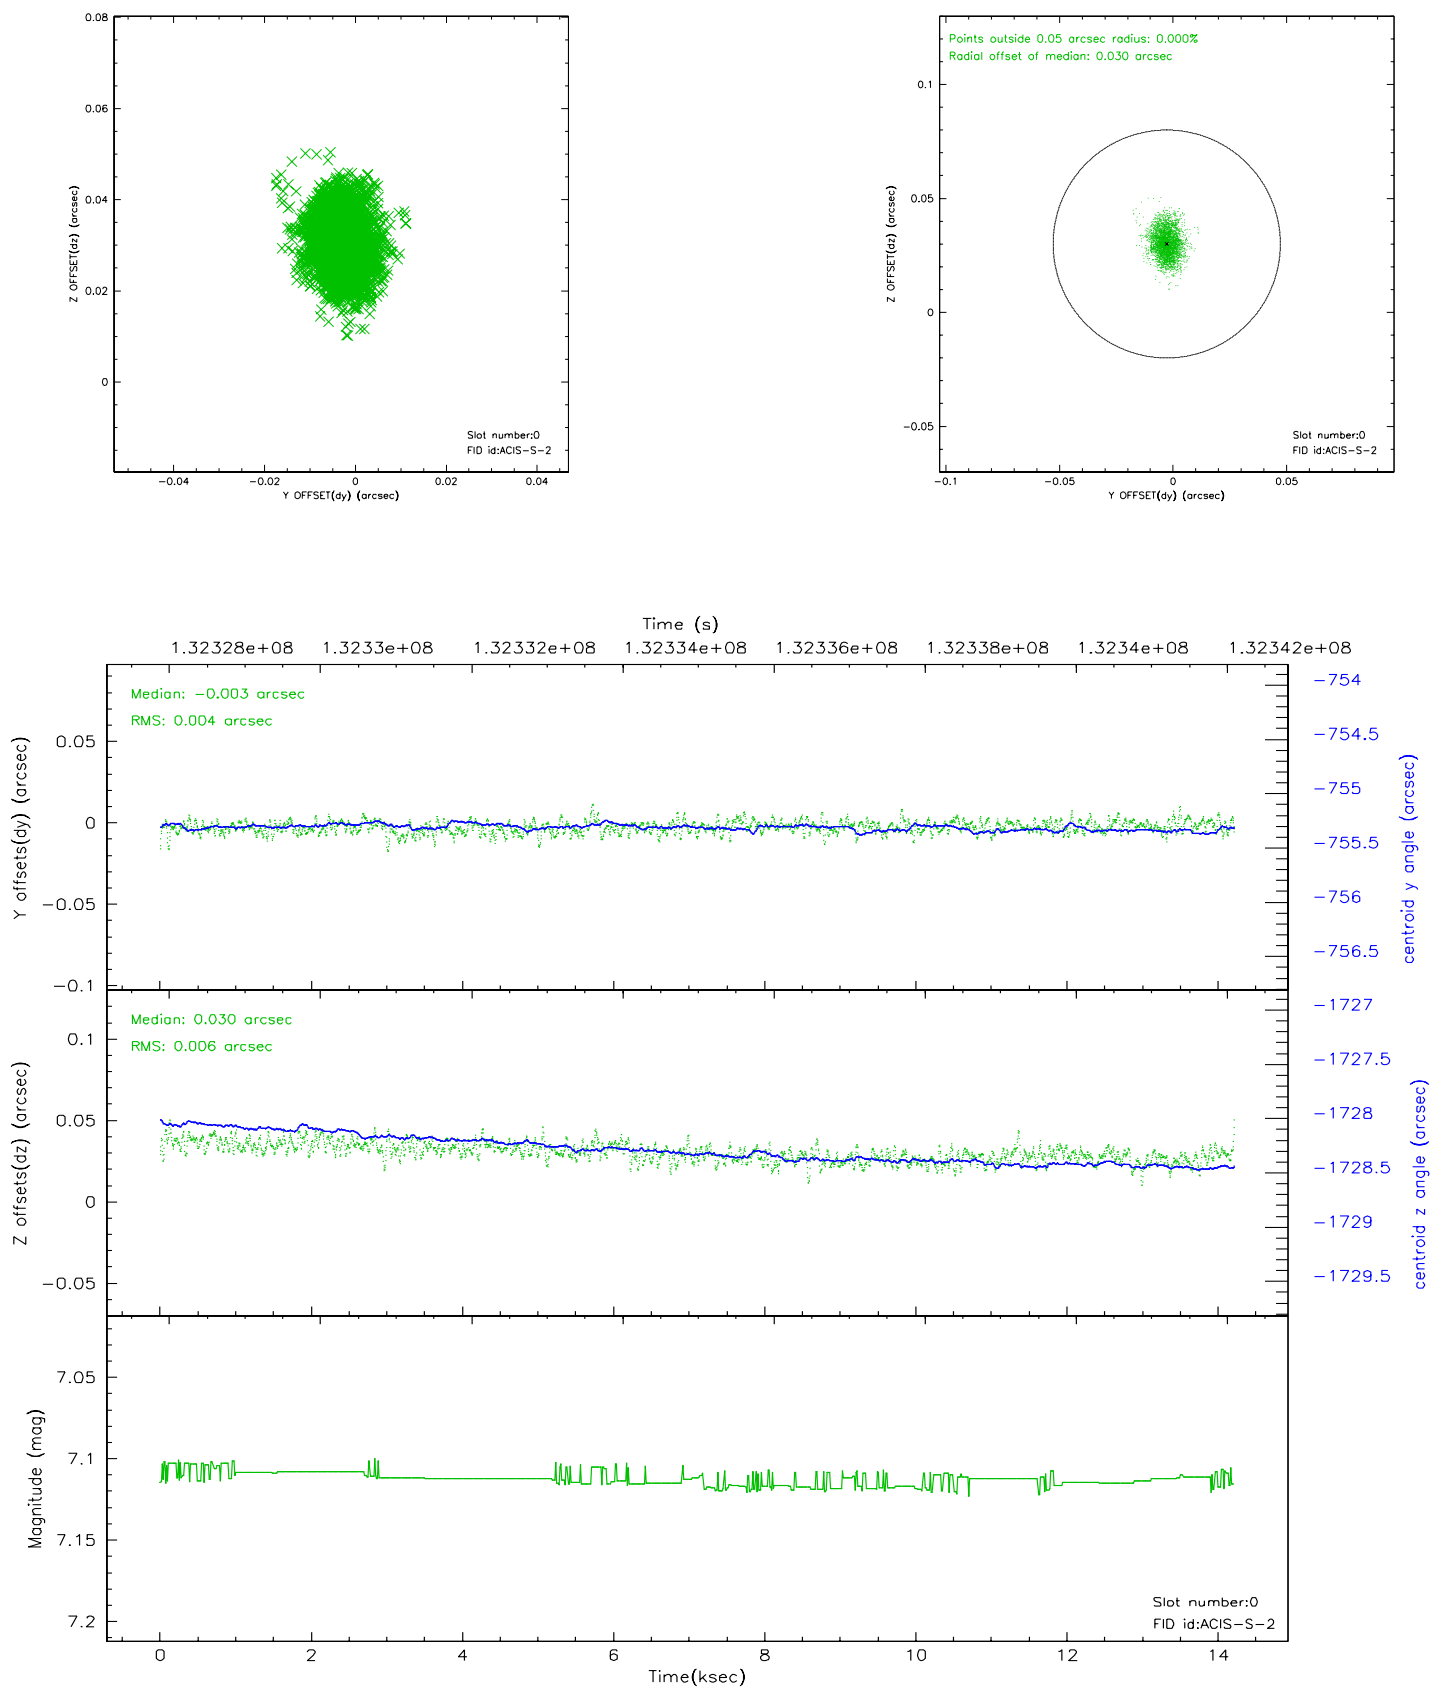 0.08
0.06
0.04
0.02
0
Z OFFSET(dz) (arcsec)
Slot number:0
FID id:ACIS-S-2
-0.04 -0.02 0 0.02 0.04
Y OFFSET(dy) (arcsec)
Points outside 0.05 arcsec radius: 0.000%
Radial offset of median: 0.030 arcsec
0.1
0.05
0
-0.05
Z OFFSET(dz) (arcsec)
Slot number:0
FID id:ACIS-S-2
-0.1 -0.05 0 0.05
Y OFFSET(dy) (arcsec)
Time (s)
1.32328e+08 1.3233e+08 1.32332e+08 1.32334e+08 1.32336e+08 1.32338e+08 1.3234e+08 1.32342e+08
Median: -0.003 arcsec
RMS: 0.004 arcsec
0.05
0
-0.05
-0.1
Y offsets(dy) (arcsec)
-754
-754.5
-755
-755.5
-756
-756.5
centroid y angle (arcsec)
Median: 0.030 arcsec
RMS: 0.006 arcsec
0.1
0.05
0
-0.05
Z offsets(dz) (arcsec)
-1727
-1727.5
-1728
-1728.5
-1729
-1729.5
centroid z angle (arcsec)
7.05
7.1
7.15
7.2
Magnitude (mag)
Slot number:0
FID id:ACIS-S-2
0 2 4 6 8 10 12 14
Time(ksec)